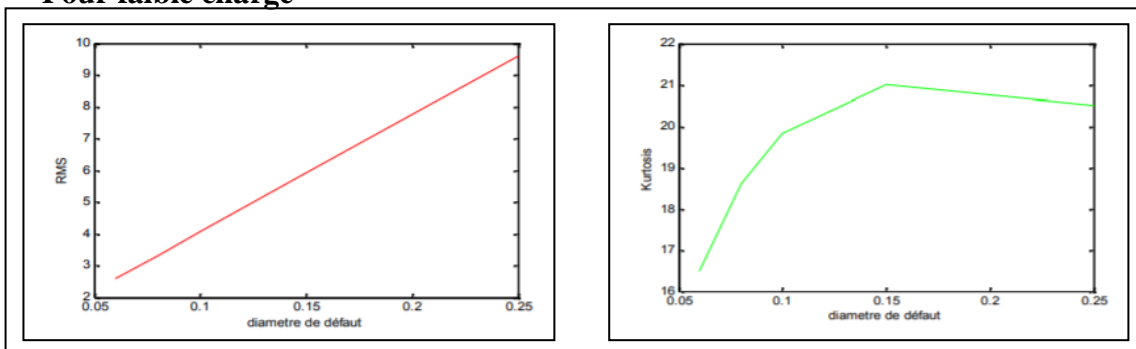 Pour faible charge
10
9
8
7
6
5
4
3
2
RMS
0.05 0.1 0.15 0.2 0.25
diametre de défaut
22
21
20
19
18
17
16
Kurtosis
0.05 0.1 0.15 0.2 0.25
diametre de défaut